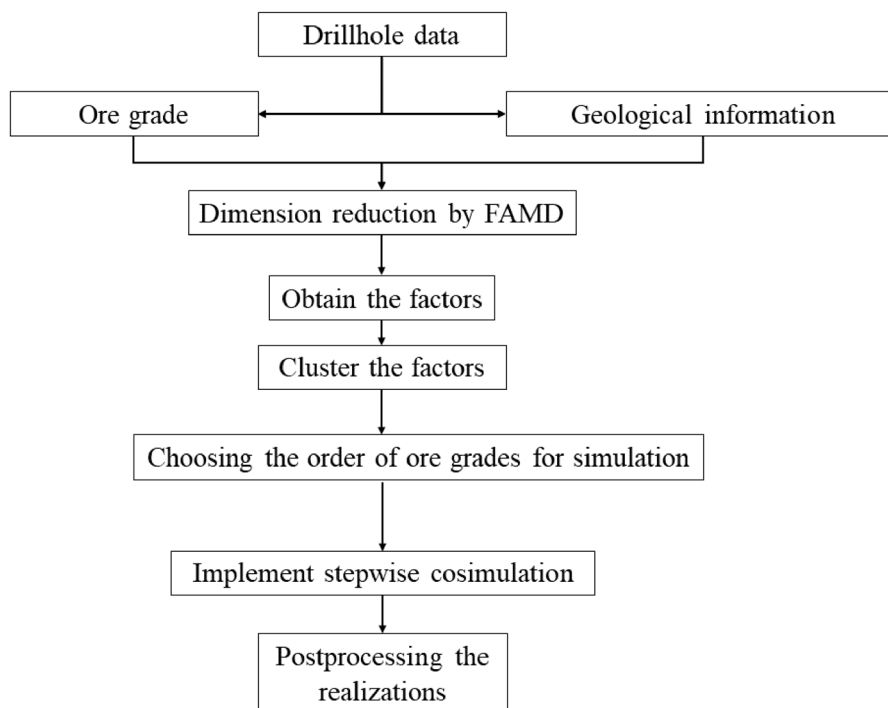 Drillhole data
Ore grade
Geological information
Dimension reduction by FAMD
Obtain the factors
Cluster the factors
Choosing the order of ore grades for simulation
Implement stepwise cosimulation
Postprocessing the
realizations